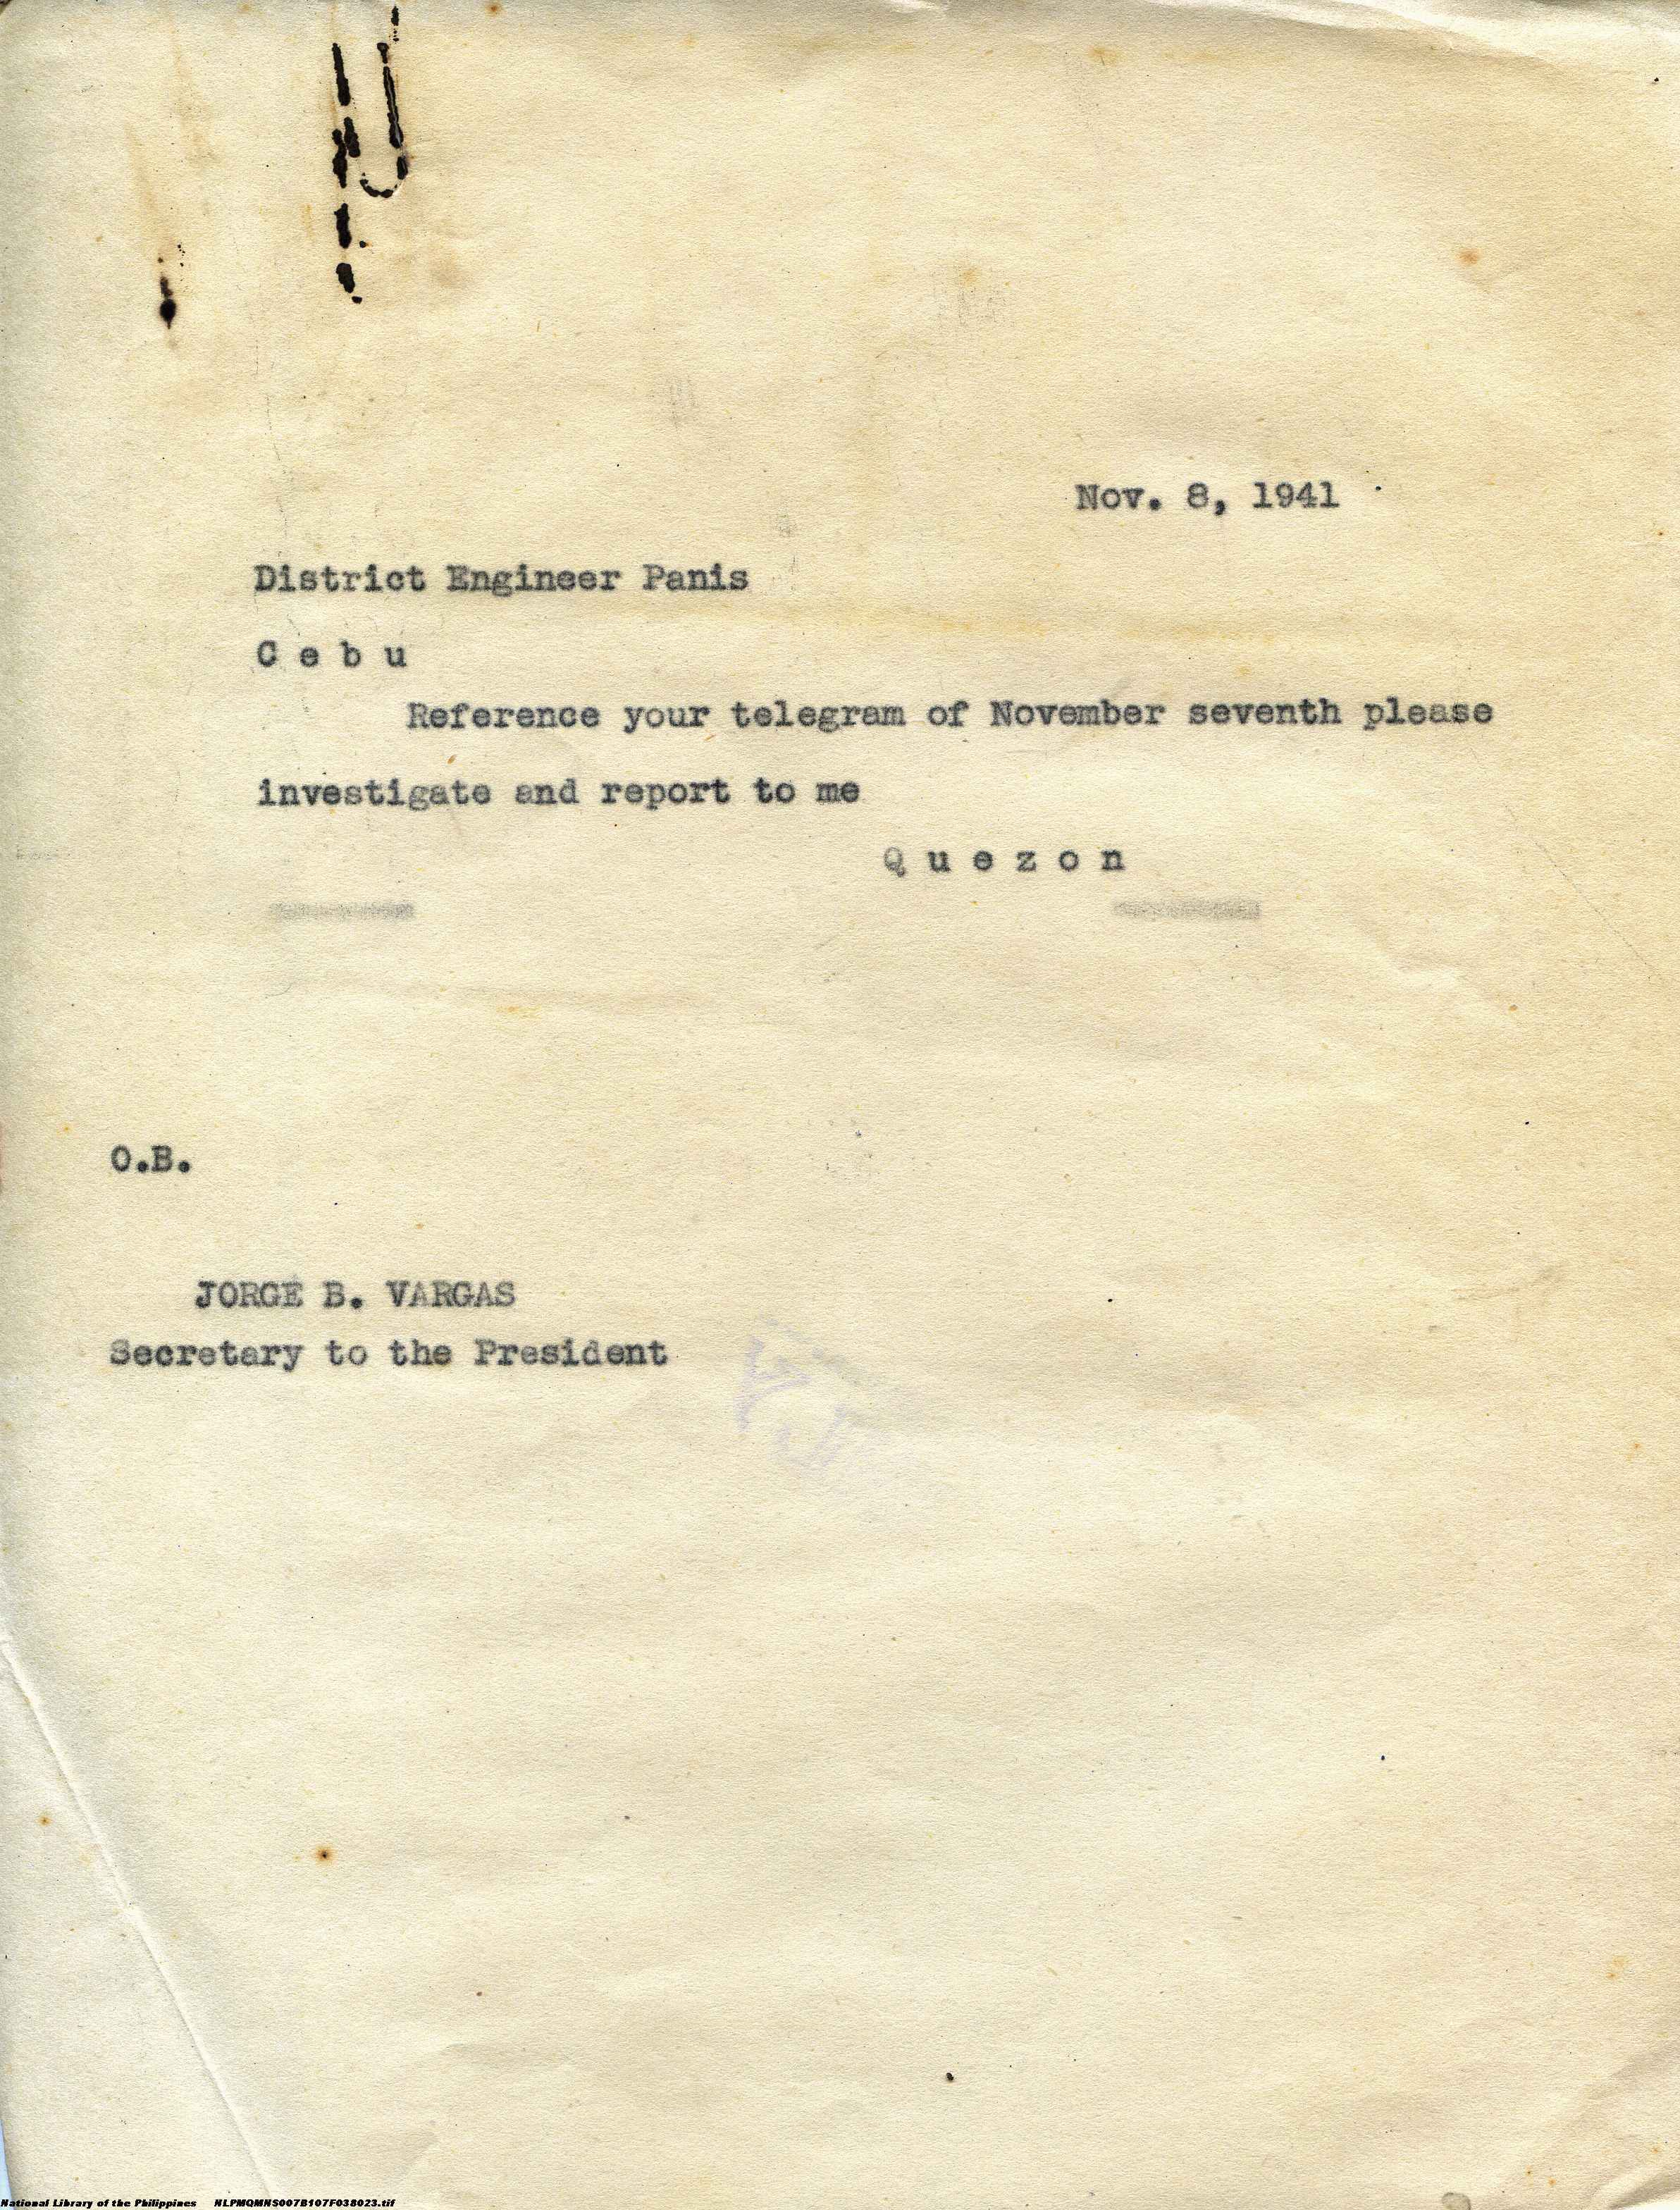 Nov. 8, 1941
District Engineer Panis
C e b u
Reference your telegram of November seventh please
investigate and report to me
Q u e z o n
O.B.
JORGE B. VARGAS
Secretary to the President
National Library of the Philippines NLPMQMNS007B107F038023.tif